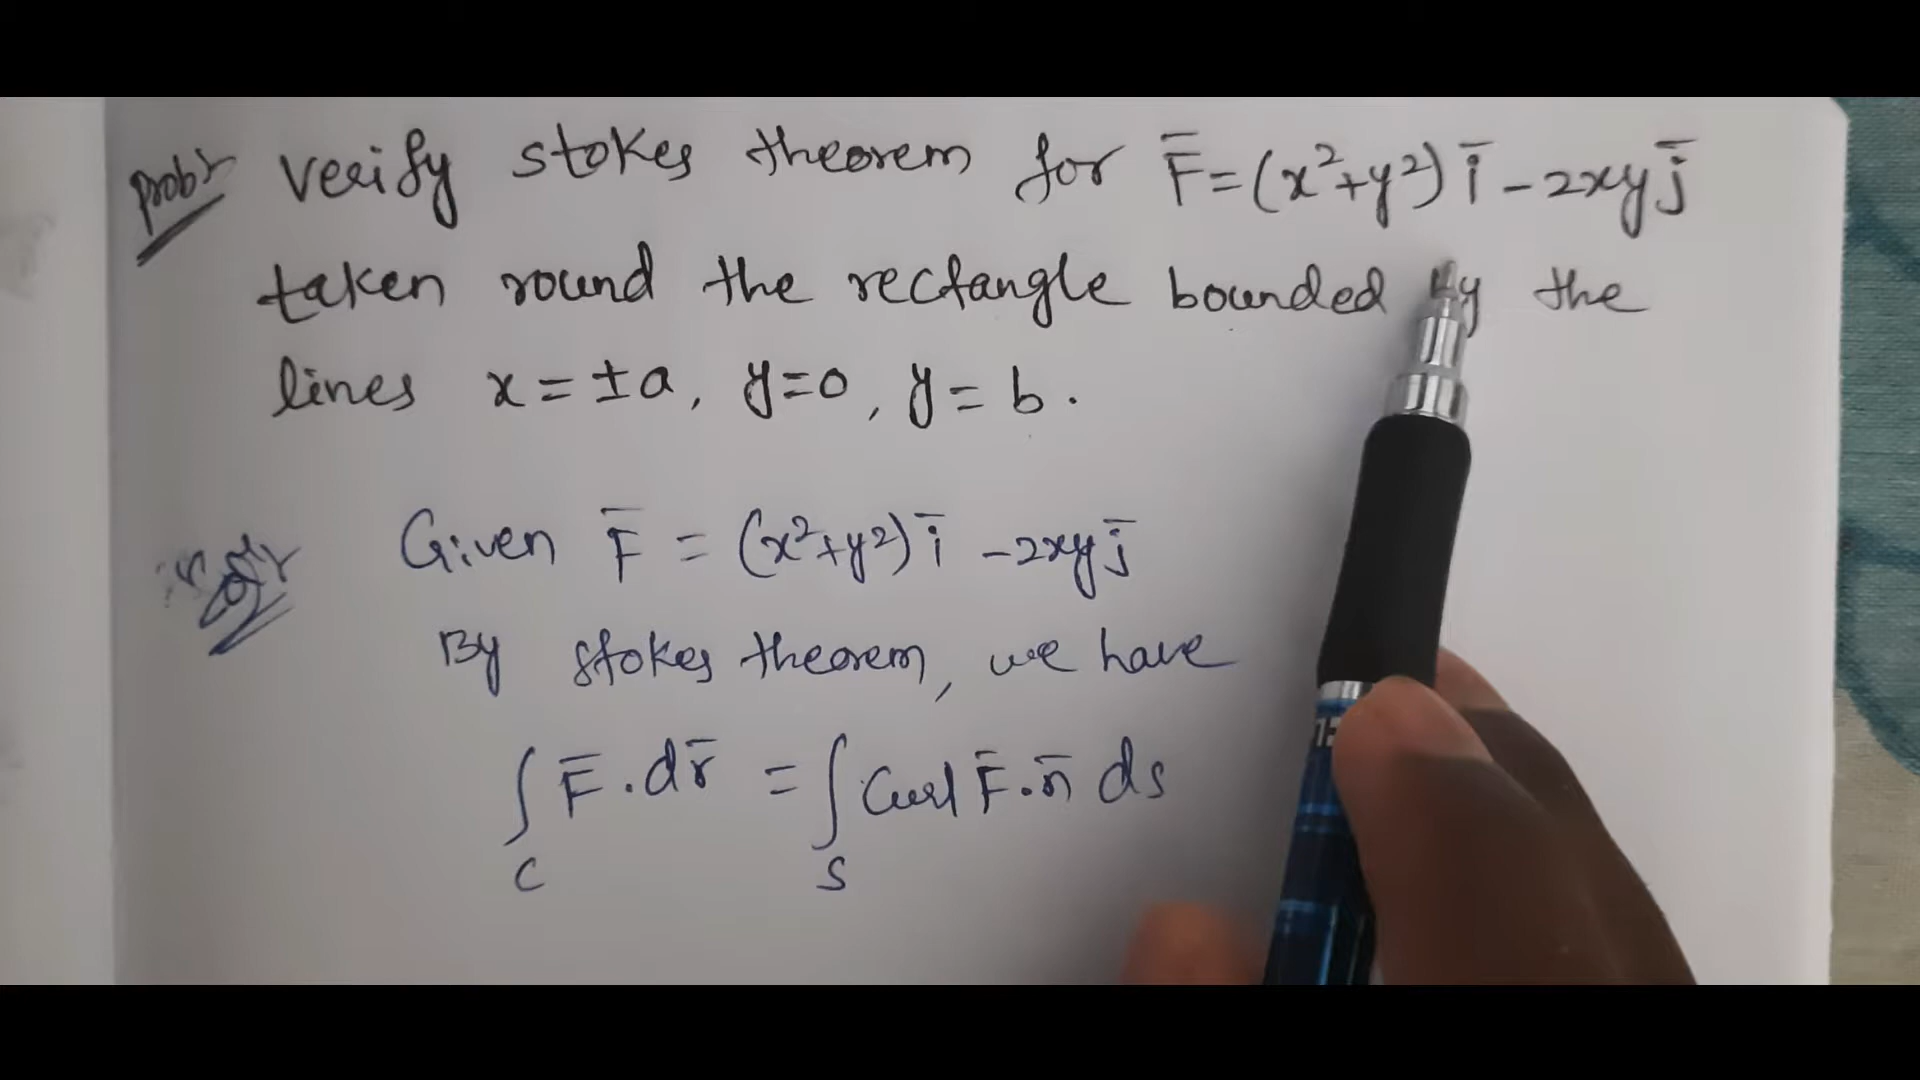 prob:- verify stokes theorem for F̅=(x²+y²)i̅-2xyj̅
taken round the rectangle bounded by the
lines x=±a, y=0, y=b.
Given F̅ = (x²+y²)i̅ -2xyj̅
By stokes theorem, we have
∫ F̅.dr̅ = ∫ Curl F̅.n̅ ds
C S